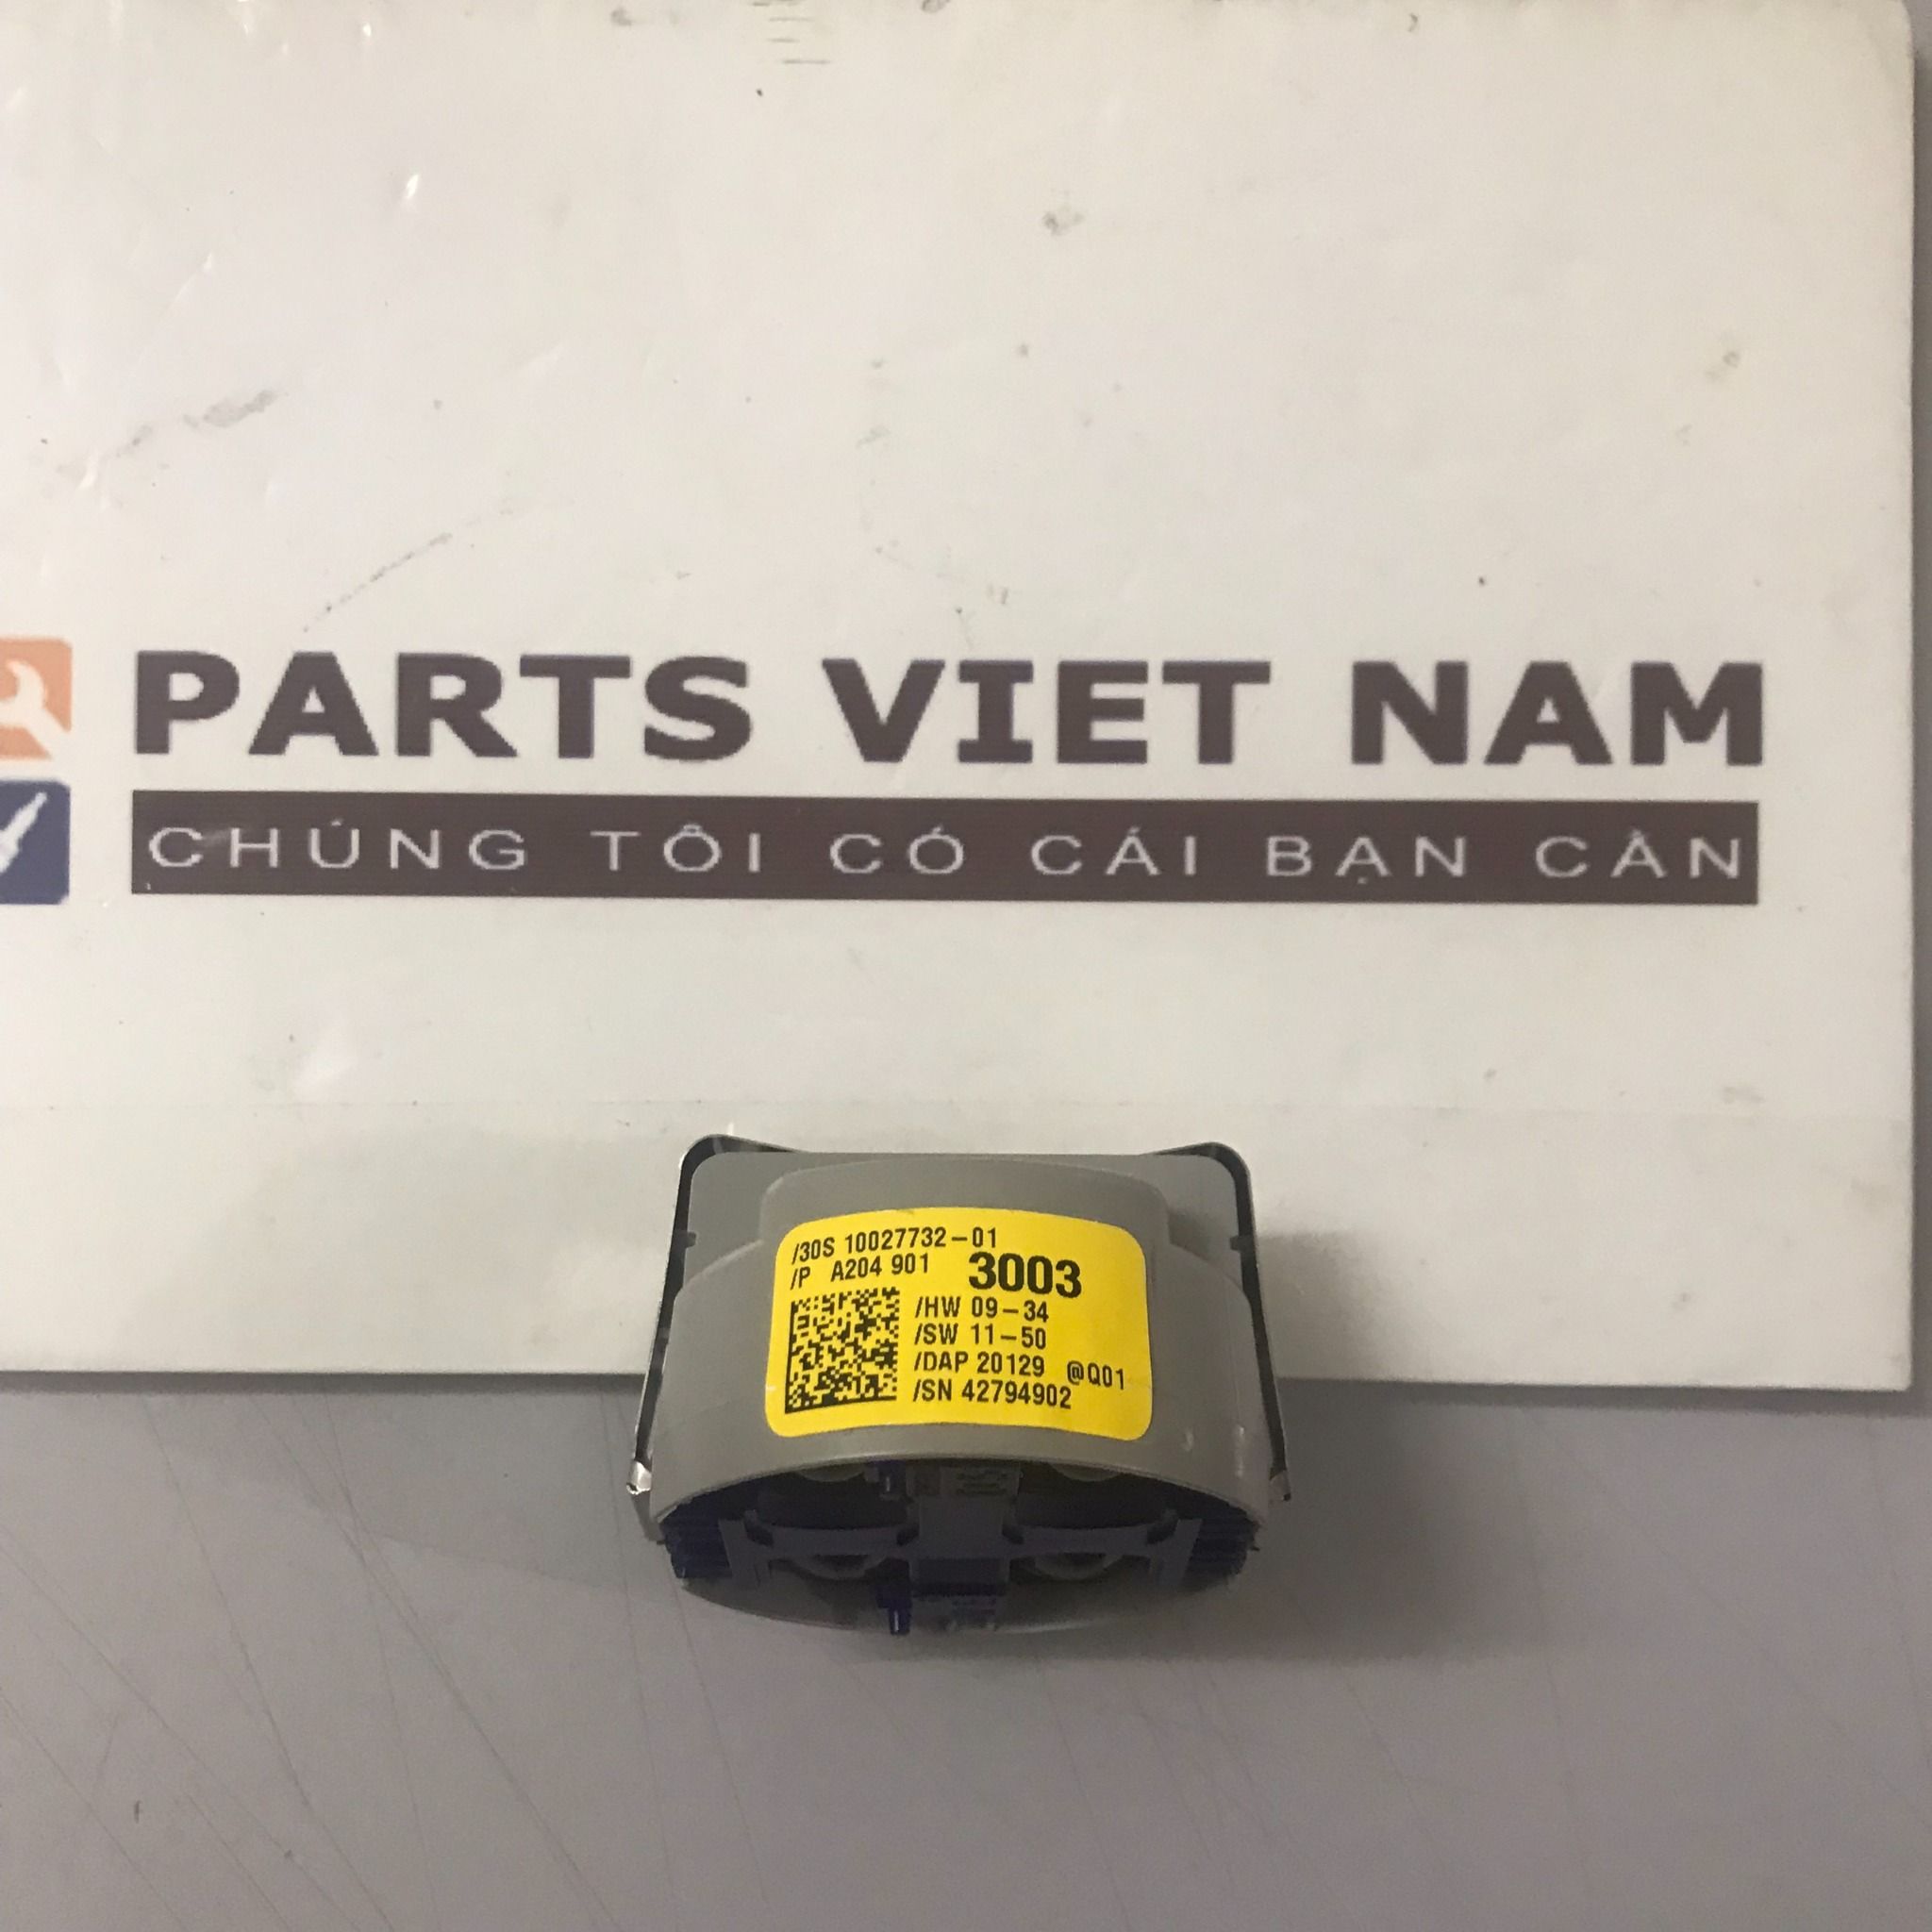 PARTS VIET NAM
CHÚNG TÔI CÓ CÁI BẠN CẦN
/30S 10027732-01
/P A204 901 3003
/HW 09-34
/SW 11-50
/DAP 20129 @Q01
/SN 42794902